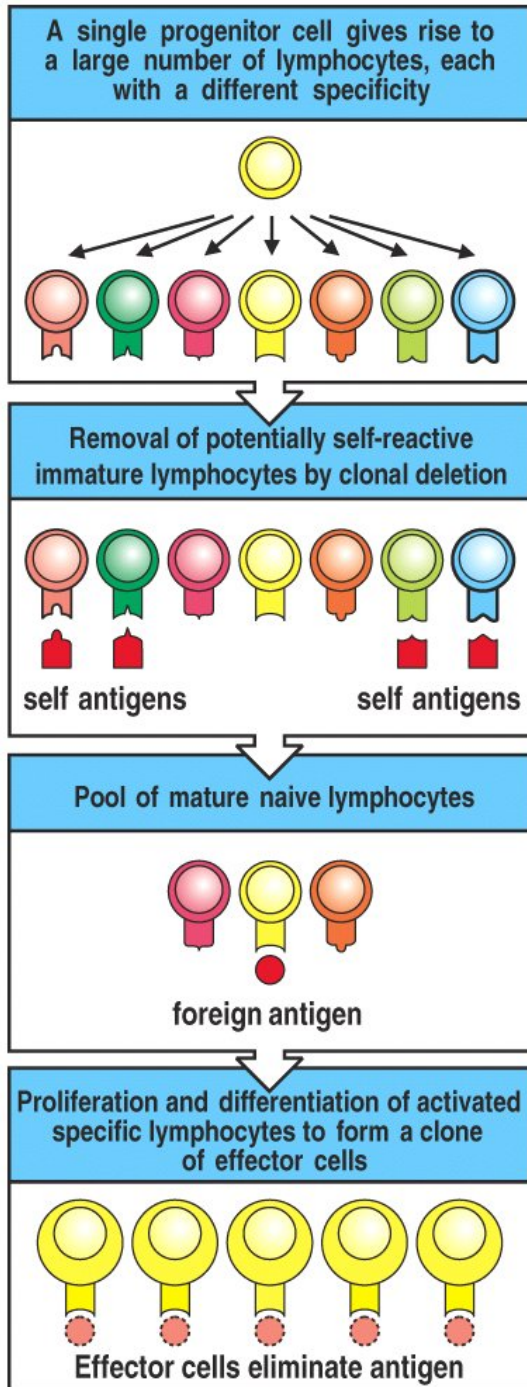 A single progenitor cell gives rise to
a large number of lymphocytes, each
with a different specificity
Removal of potentially self-reactive
immature lymphocytes by clonal deletion
self antigens
self antigens
Pool of mature naive lymphocytes
foreign antigen
Proliferation and differentiation of activated
specific lymphocytes to form a clone
of effector cells
Effector cells eliminate antigen